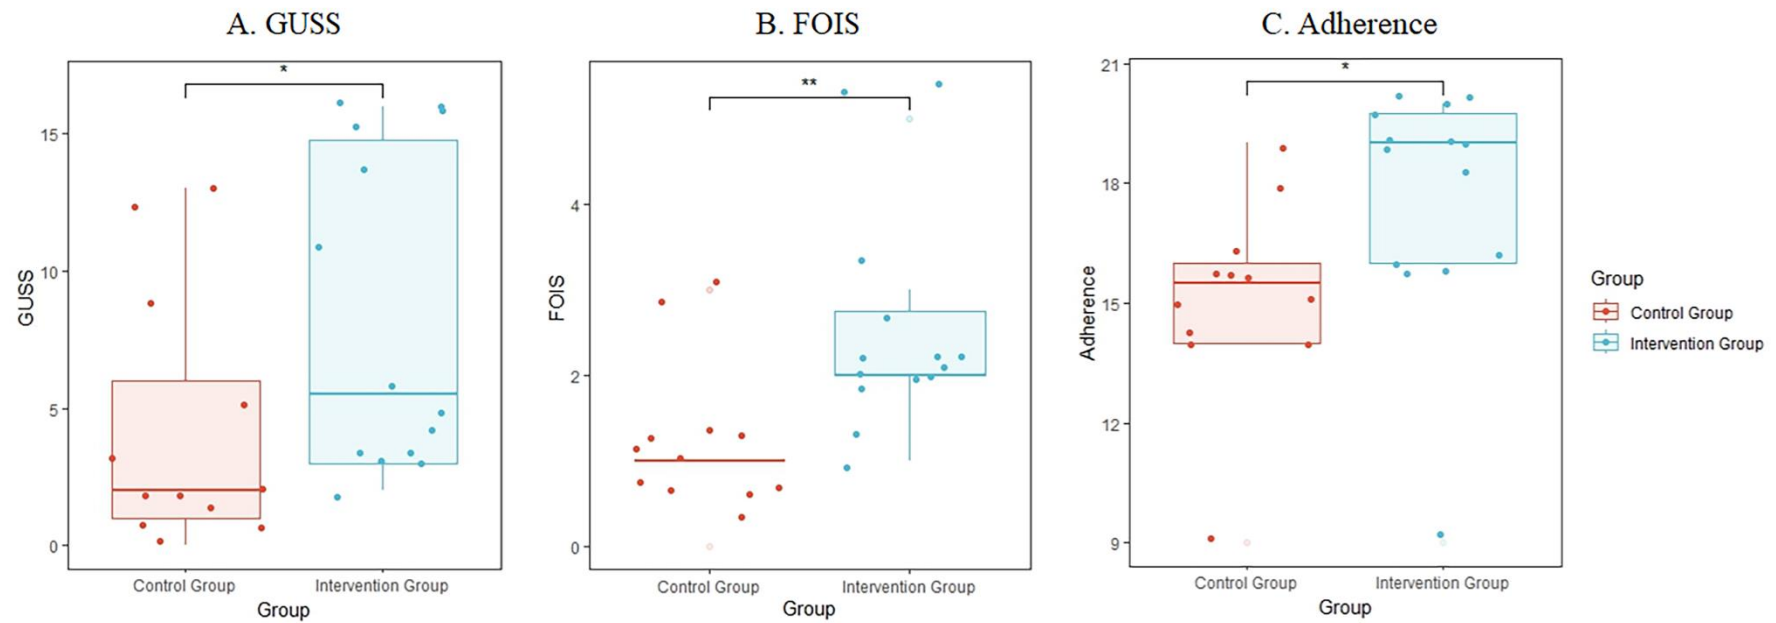 A. GUSS
*
15
10
5
0
GUSS
Control Group
Intervention Group
Group
B. FOIS
**
4
2
0
FOIS
Control Group
Intervention Group
Group
C. Adherence
*
21
18
15
12
9
Adherence
Control Group
Intervention Group
Group
Group
Control Group
Intervention Group